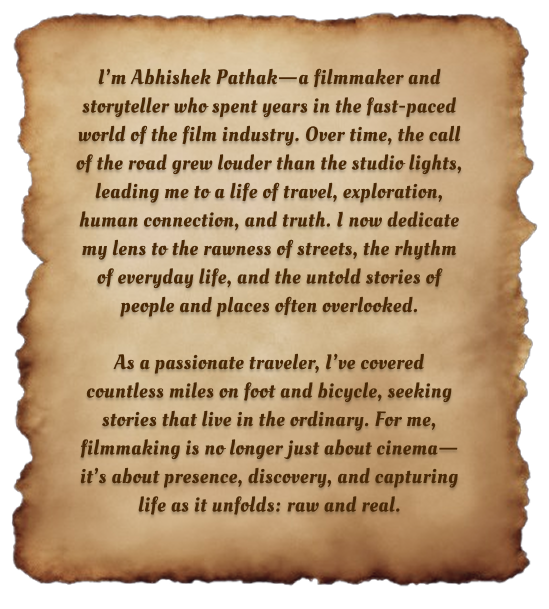 I'm Abhishek Pathak—a filmmaker and
storyteller who spent years in the fast-paced
world of the film industry. Over time, the call
of the road grew louder than the studio lights,
leading me to a life of travel, exploration,
human connection, and truth. I now dedicate
my lens to the rawness of streets, the rhythm
of everyday life, and the untold stories of
people and places often overlooked.
As a passionate traveler, I've covered
countless miles on foot and bicycle, seeking
stories that live in the ordinary. For me,
filmmaking is no longer just about cinema—
it's about presence, discovery, and capturing
life as it unfolds: raw and real.